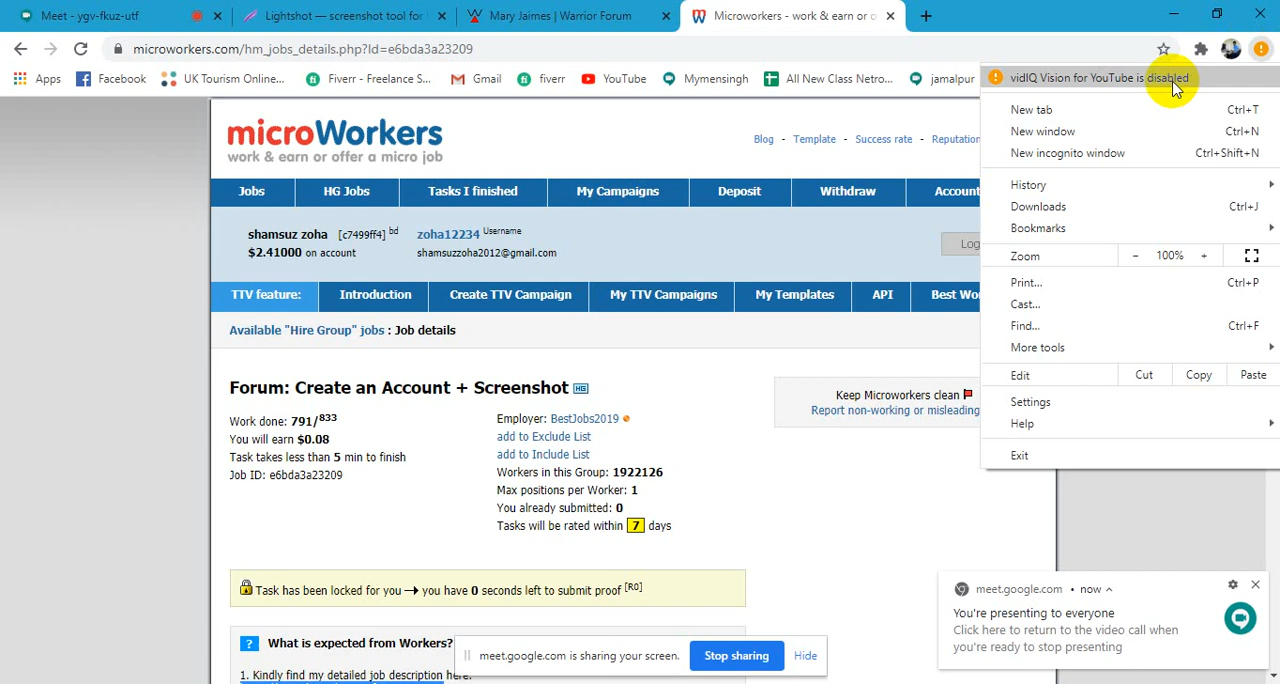 Meet - ygv-fkuz-utf
Lightshot — screenshot tool for
Mary Jaimes | Warrior Forum
Microworkers - work & earn or o
microworkers.com/hm_jobs_details.php?Id=e6bda3a23209
Apps
Facebook
UK Tourism Online...
Fiverr - Freelance S...
Gmail
fiverr
YouTube
Mymensingh
All New Class Netro...
jamalpur
vidIQ Vision for YouTube is disabled
New tab Ctrl+T
New window Ctrl+N
New incognito window Ctrl+Shift+N
History
Downloads Ctrl+J
Bookmarks
Zoom - 100% +
Print... Ctrl+P
Cast...
Find... Ctrl+F
More tools
Edit Cut Copy Paste
Settings
Help
Exit
microWorkers
work & earn or offer a micro job
Blog - Template - Success rate - Reputation
Jobs HG Jobs Tasks I finished My Campaigns Deposit Withdraw Account
shamsuz zoha [c7499ff4] bd
$2.41000 on account
zoha12234 Username
shamsuzzoha2012@gmail.com
Log
TTV feature: Introduction Create TTV Campaign My TTV Campaigns My Templates API Best Wo
Available "Hire Group" jobs : Job details
Forum: Create an Account + Screenshot HG
Work done: 791/833
You will earn $0.08
Task takes less than 5 min to finish
Job ID: e6bda3a23209
Employer: BestJobs2019
add to Exclude List
add to Include List
Workers in this Group: 1922126
Max positions per Worker: 1
You already submitted: 0
Tasks will be rated within 7 days
Keep Microworkers clean
Report non-working or misleading
Task has been locked for you → you have 0 seconds left to submit proof [R0]
? What is expected from Workers?
1. Kindly find my detailed job description here:
meet.google.com is sharing your screen. Stop sharing Hide
meet.google.com • now
You're presenting to everyone
Click here to return to the video call when
you're ready to stop presenting